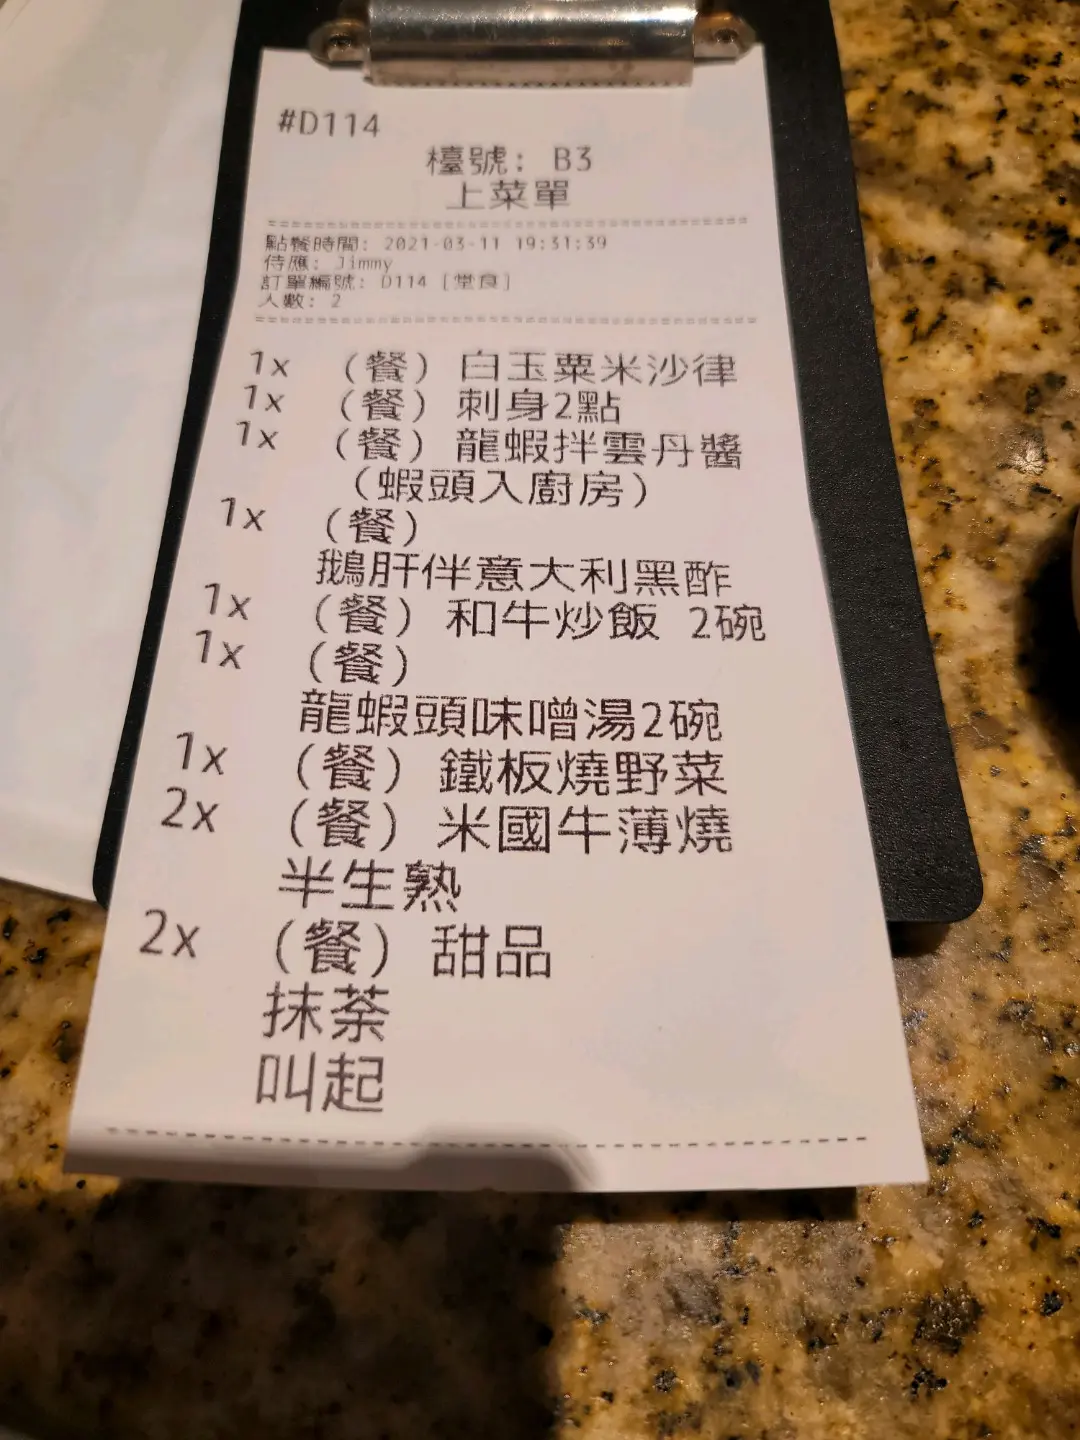 #D114
檯號: B3
上菜單
點餐時間: 2021-03-11 19:31:39
侍應: Jimmy
訂單編號: D114 [堂食]
人數: 2
1x (餐) 白玉粟米沙律
1x (餐) 刺身2點
1x (餐) 龍蝦拌雲丹醬
(蝦頭入廚房)
1x (餐)
鵝肝伴意大利黑酢
1x (餐) 和牛炒飯 2碗
1x (餐)
龍蝦頭味噌湯2碗
1x (餐) 鐵板燒野菜
2x (餐) 米國牛薄燒
半生熟
2x (餐) 甜品
抹茶
叫起